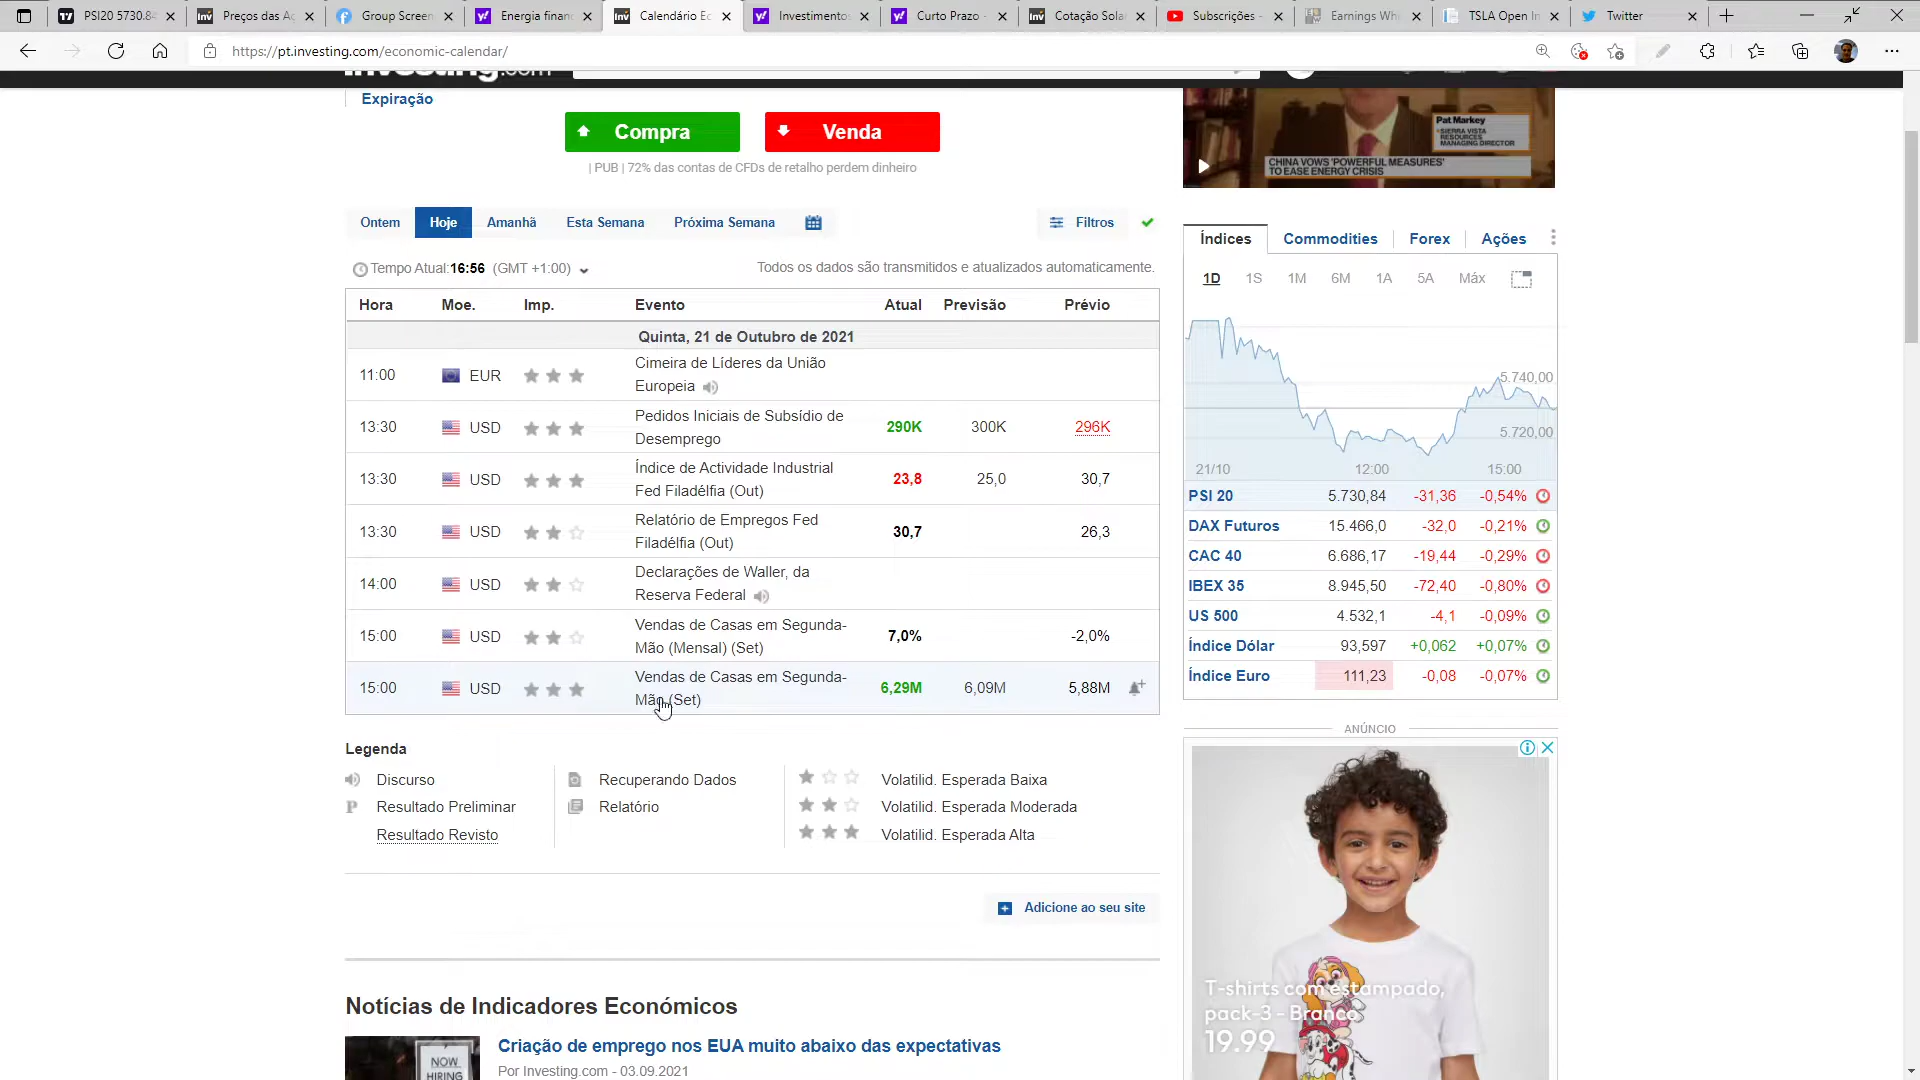 PSI20 5730.84
Preços das Aç
Group Screen
Energia finan
Calendário Ec
Investimento
Curto Prazo -
Cotação Sola
Subscrições -
Earnings Whi
TSLA Open In
Twitter
https://pt.investing.com/economic-calendar/
Investing.com
Expiração
Compra
Venda
| PUB | 72% das contas de CFDs de retalho perdem dinheiro
Ontem
Hoje
Amanhã
Esta Semana
Próxima Semana
Filtros
Tempo Atual:16:56 (GMT +1:00)
Todos os dados são transmitidos e atualizados automaticamente.
Hora Moe. Imp. Evento Atual Previsão Prévio
Quinta, 21 de Outubro de 2021
11:00 EUR Cimeira de Líderes da União
Europeia
13:30 USD Pedidos Iniciais de Subsídio de 290K 300K 296K
Desemprego
13:30 USD Índice de Actividade Industrial 23,8 25,0 30,7
Fed Filadélfia (Out)
13:30 USD Relatório de Empregos Fed 30,7 26,3
Filadélfia (Out)
14:00 USD Declarações de Waller, da
Reserva Federal
15:00 USD Vendas de Casas em Segunda- 7,0% -2,0%
Mão (Mensal) (Set)
15:00 USD Vendas de Casas em Segunda- 6,29M 6,09M 5,88M
Mão (Set)
Legenda
Discurso
P Resultado Preliminar
Resultado Revisto
Recuperando Dados
Relatório
Volatilid. Esperada Baixa
Volatilid. Esperada Moderada
Volatilid. Esperada Alta
Adicione ao seu site
Notícias de Indicadores Económicos
NOW
HIRING
Criação de emprego nos EUA muito abaixo das expectativas
Por Investing.com - 03.09.2021
Pat Markey
SIERRA VISTA
RESOURCES
MANAGING DIRECTOR
CHINA VOWS 'POWERFUL MEASURES'
TO EASE ENERGY CRISIS
Índices Commodities Forex Ações
1D 1S 1M 6M 1A 5A Máx
5.740,00
5.720,00
21/10 12:00 15:00
PSI 20 5.730,84 -31,36 -0,54%
DAX Futuros 15.466,0 -32,0 -0,21%
CAC 40 6.686,17 -19,44 -0,29%
IBEX 35 8.945,50 -72,40 -0,80%
US 500 4.532,1 -4,1 -0,09%
Índice Dólar 93,597 +0,062 +0,07%
Índice Euro 111,23 -0,08 -0,07%
ANÚNCIO
T-shirts com estampado,
pack-3 - Branco
19.99